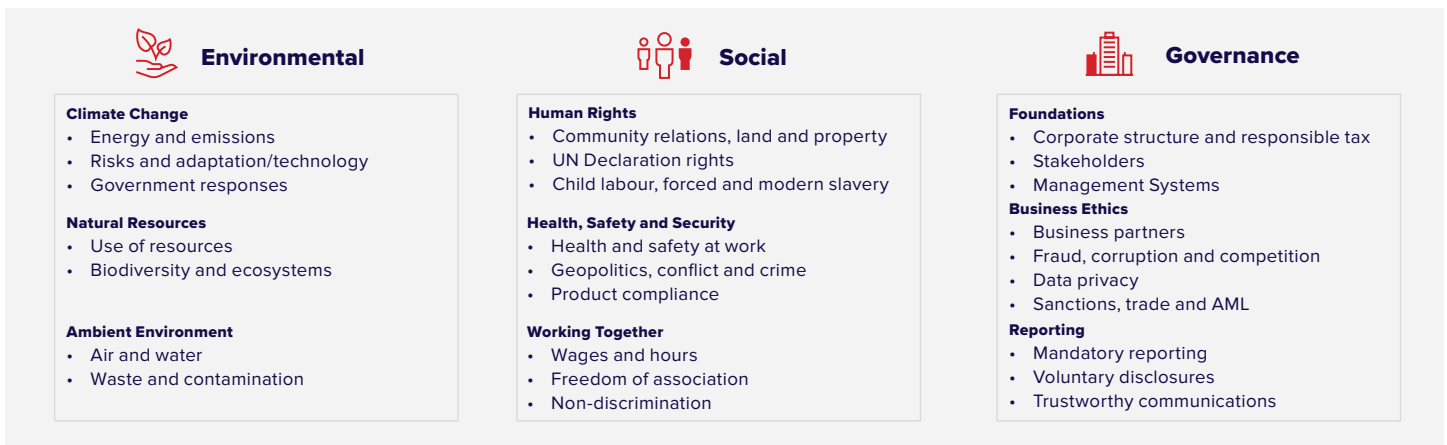 Environmental
Climate Change
• Energy and emissions
• Risks and adaptation/technology
• Government responses
Natural Resources
• Use of resources
• Biodiversity and ecosystems
Ambient Environment
• Air and water
• Waste and contamination
Social
Human Rights
• Community relations, land and property
• UN Declaration rights
• Child labour, forced and modern slavery
Health, Safety and Security
• Health and safety at work
• Geopolitics, conflict and crime
• Product compliance
Working Together
• Wages and hours
• Freedom of association
• Non-discrimination
Governance
Foundations
• Corporate structure and responsible tax
• Stakeholders
• Management Systems
Business Ethics
• Business partners
• Fraud, corruption and competition
• Data privacy
• Sanctions, trade and AML
Reporting
• Mandatory reporting
• Voluntary disclosures
• Trustworthy communications